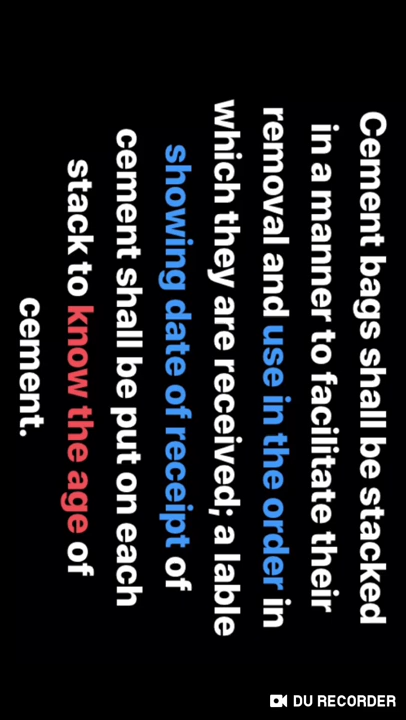 Cement bags shall be stacked
in a manner to facilitate their
removal and use in the order in
which they are received; a lable
showing date of receipt of
cement shall be put on each
stack to know the age of
cement.
DU RECORDER